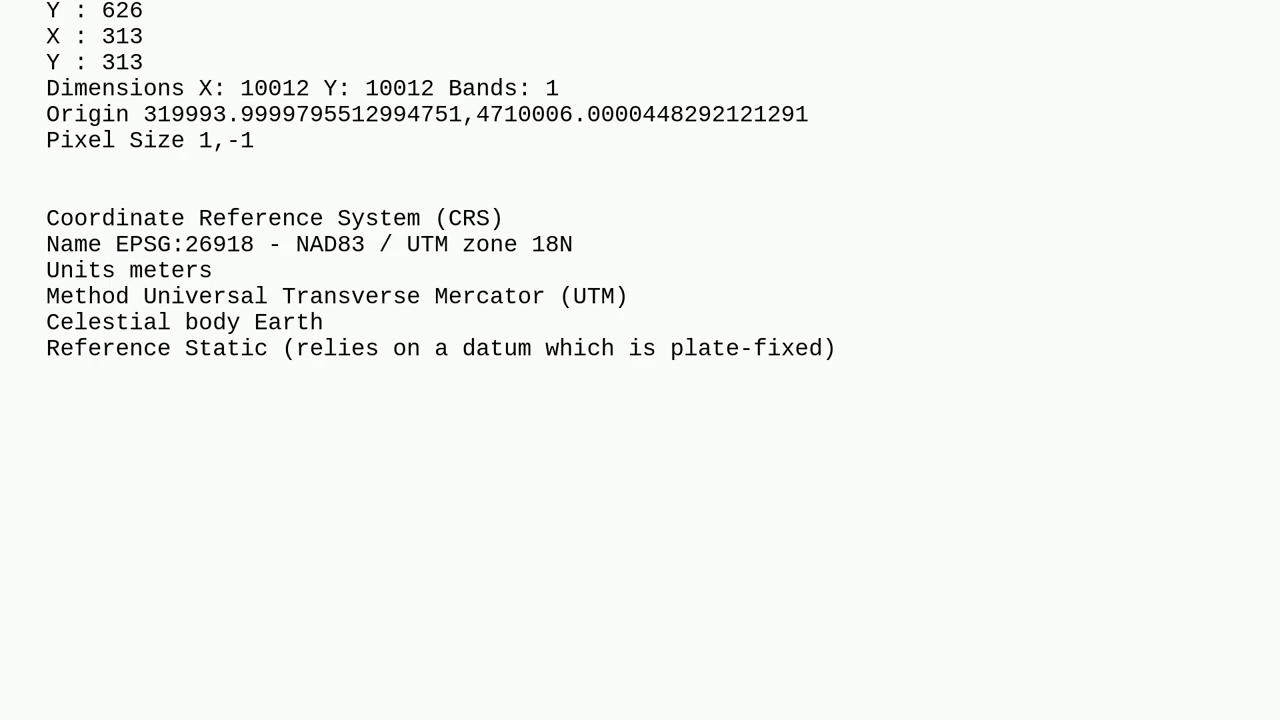 Y : 626
X : 313
Y : 313
Dimensions X: 10012 Y: 10012 Bands: 1
Origin 319993.9999795512994751,4710006.0000448292121291
Pixel Size 1,-1
Coordinate Reference System (CRS)
Name EPSG:26918 - NAD83 / UTM zone 18N
Units meters
Method Universal Transverse Mercator (UTM)
Celestial body Earth
Reference Static (relies on a datum which is plate-fixed)